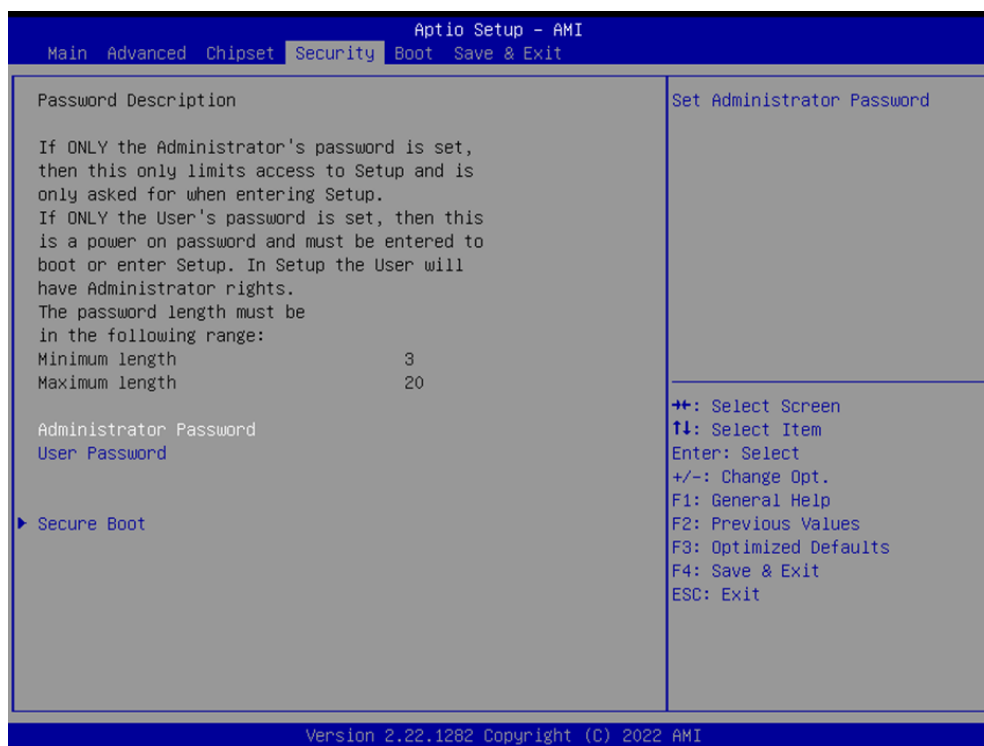 Aptio Setup – AMI
Main Advanced Chipset Security Boot Save & Exit
Password Description
If ONLY the Administrator's password is set,
then this only limits access to Setup and is
only asked for when entering Setup.
If ONLY the User's password is set, then this
is a power on password and must be entered to
boot or enter Setup. In Setup the User will
have Administrator rights.
The password length must be
in the following range:
Minimum length 3
Maximum length 20
Administrator Password
User Password
Secure Boot
Set Administrator Password
→←: Select Screen
↑↓: Select Item
Enter: Select
+/-: Change Opt.
F1: General Help
F2: Previous Values
F3: Optimized Defaults
F4: Save & Exit
ESC: Exit
Version 2.22.1282 Copyright (C) 2022 AMI